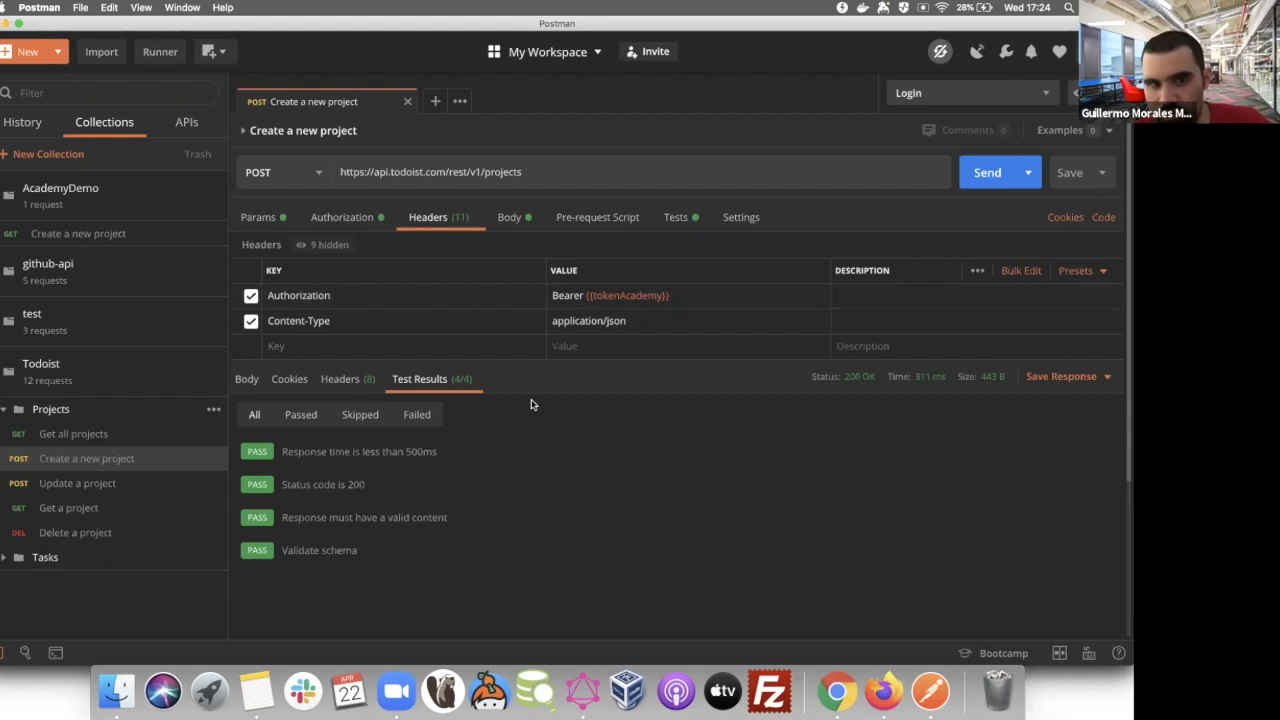 Postman File Edit View Window Help 28% Wed 17:24
Postman
New Import Runner My Workspace Invite
Filter
History Collections APIs
New Collection Trash
AcademyDemo
1 request
GET Create a new project
github-api
5 requests
test
3 requests
Todoist
12 requests
Projects
GET Get all projects
POST Create a new project
POST Update a project
GET Get a project
DEL Delete a project
Tasks
POST Create a new project
Login
Create a new project Comments 0 Examples 0
POST https://api.todoist.com/rest/v1/projects Send Save
Params Authorization Headers (11) Body Pre-request Script Tests Settings Cookies Code
Headers 9 hidden
KEY VALUE DESCRIPTION Bulk Edit Presets
Authorization Bearer {{tokenAcademy}}
Content-Type application/json
Key Value Description
Body Cookies Headers (8) Test Results (4/4) Status: 200 OK Time: 311 ms Size: 443 B Save Response
All Passed Skipped Failed
PASS Response time is less than 500ms
PASS Status code is 200
PASS Response must have a valid content
PASS Validate schema
Bootcamp
Guillermo Morales M...
APR
22
tv
FZ